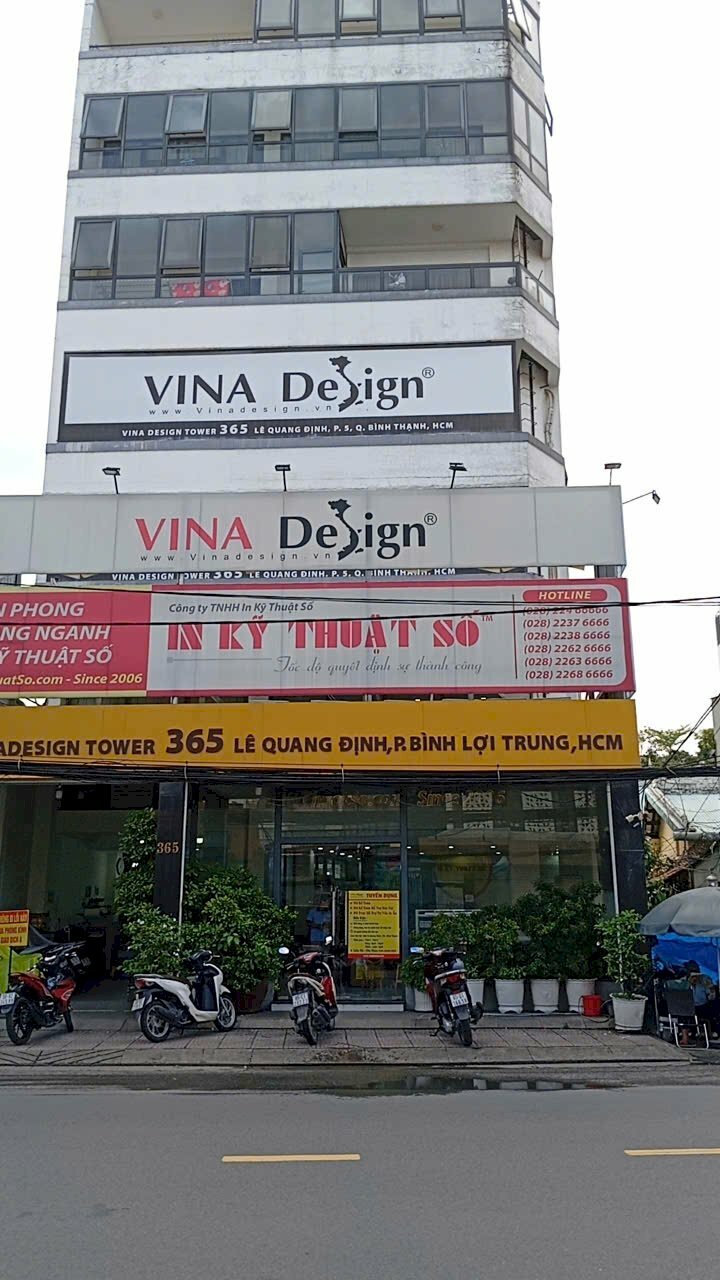 VINA Design®
www.Vinadesign.vn
VINA DESIGN TOWER 365 LÊ QUANG ĐỊNH, P. 5, Q. BÌNH THẠNH, HCM
VINA Design®
www.Vinadesign.vn
VINA DESIGN TOWER 365 LÊ QUANG ĐỊNH, P. 5, Q. BÌNH THẠNH, HCM
N PHONG
NG NGÀNH
Ỹ THUẬT SỐ
uatSo.com - Since 2006
Công ty TNHH In Kỹ Thuật Số
IN KỸ THUẬT SỐ™
Tốc độ quyết định sự thành công
HOTLINE
(028) 2246 6666
(028) 2237 6666
(028) 2238 6666
(028) 2262 6666
(028) 2263 6666
(028) 2268 6666
ADESIGN TOWER 365 LÊ QUANG ĐỊNH,P.BÌNH LỢI TRUNG,HCM
365
TUYỂN DỤNG